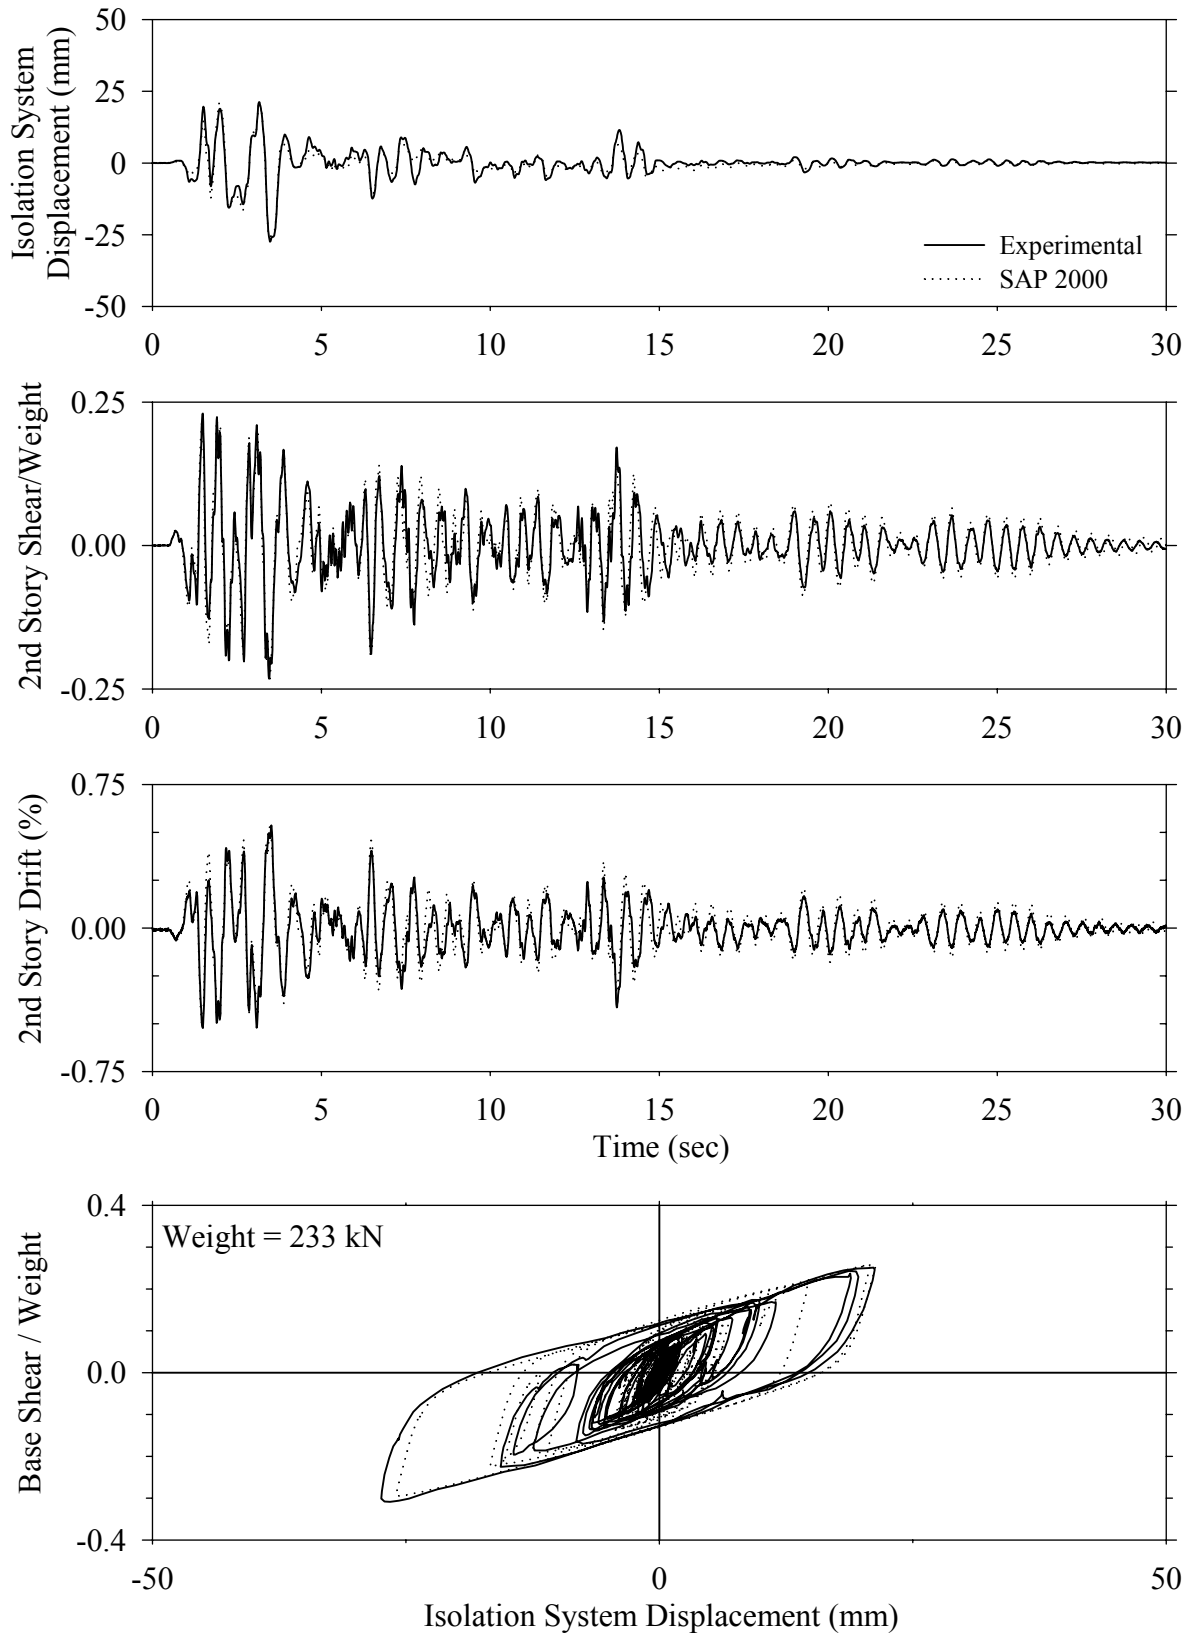 Isolation System
Displacement (mm)
50
25
0
-25
-50
Experimental
SAP 2000
0 5 10 15 20 25 30
2nd Story Shear/Weight
0.25
0.00
-0.25
0 5 10 15 20 25 30
2nd Story Drift (%)
0.75
0.00
-0.75
0 5 10 15 20 25 30
Time (sec)
Base Shear / Weight
0.4
0.0
-0.4
Weight = 233 kN
-50 0 50
Isolation System Displacement (mm)